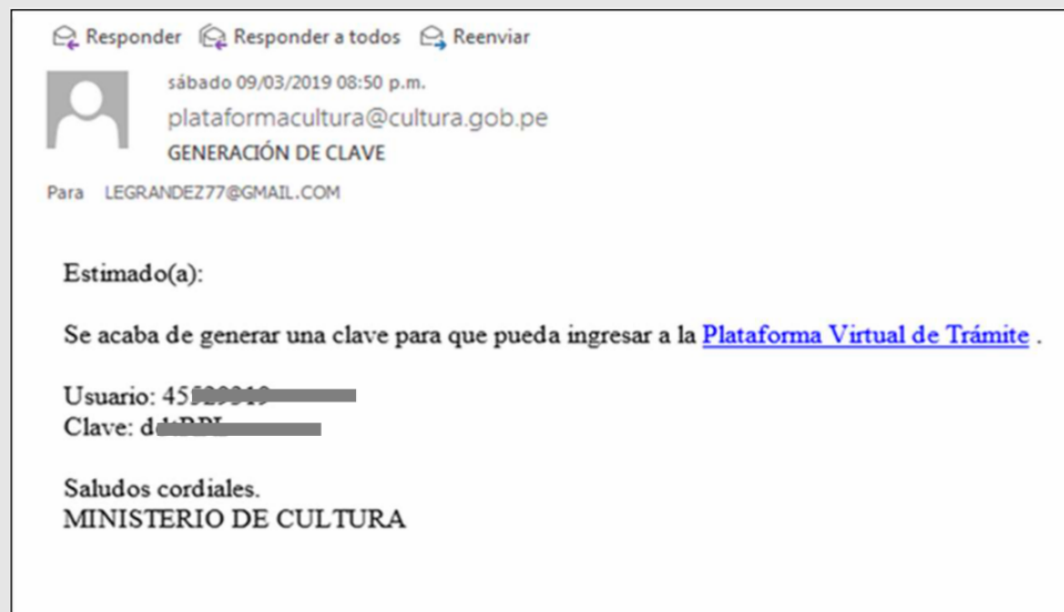 Responder Responder a todos Reenviar
sábado 09/03/2019 08:50 p.m.
plataformacultura@cultura.gob.pe
GENERACIÓN DE CLAVE
Para LEGRANDEZ77@GMAIL.COM
Estimado(a):
Se acaba de generar una clave para que pueda ingresar a la Plataforma Virtual de Trámite .
Usuario: 45
Clave: d
Saludos cordiales.
MINISTERIO DE CULTURA